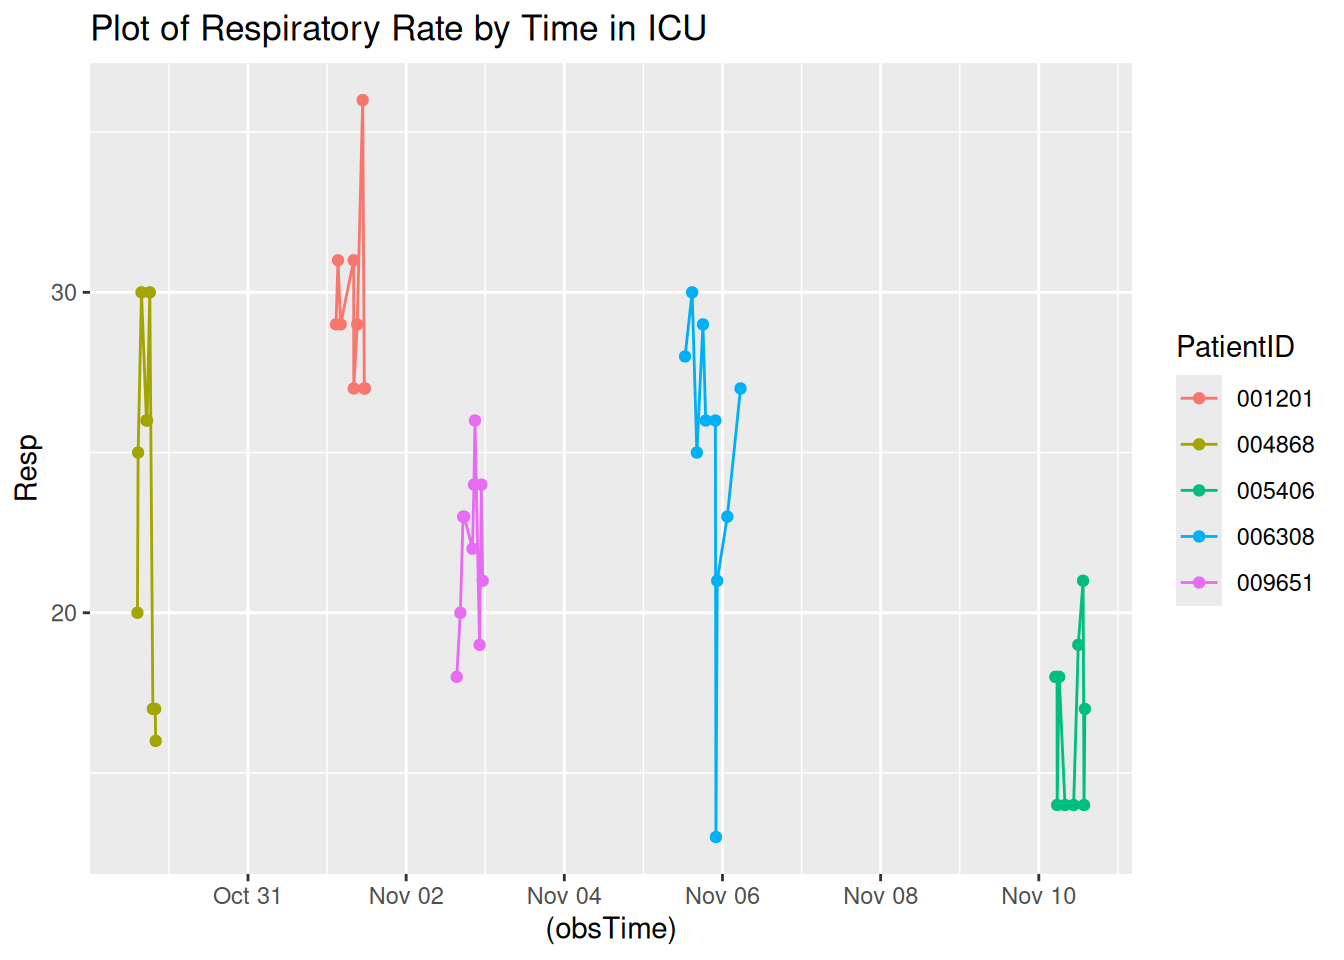 Plot of Respiratory Rate by Time in ICU
Resp
30
20
Oct 31
Nov 02
Nov 04
Nov 06
Nov 08
Nov 10
(obsTime)
PatientID
001201
004868
005406
006308
009651